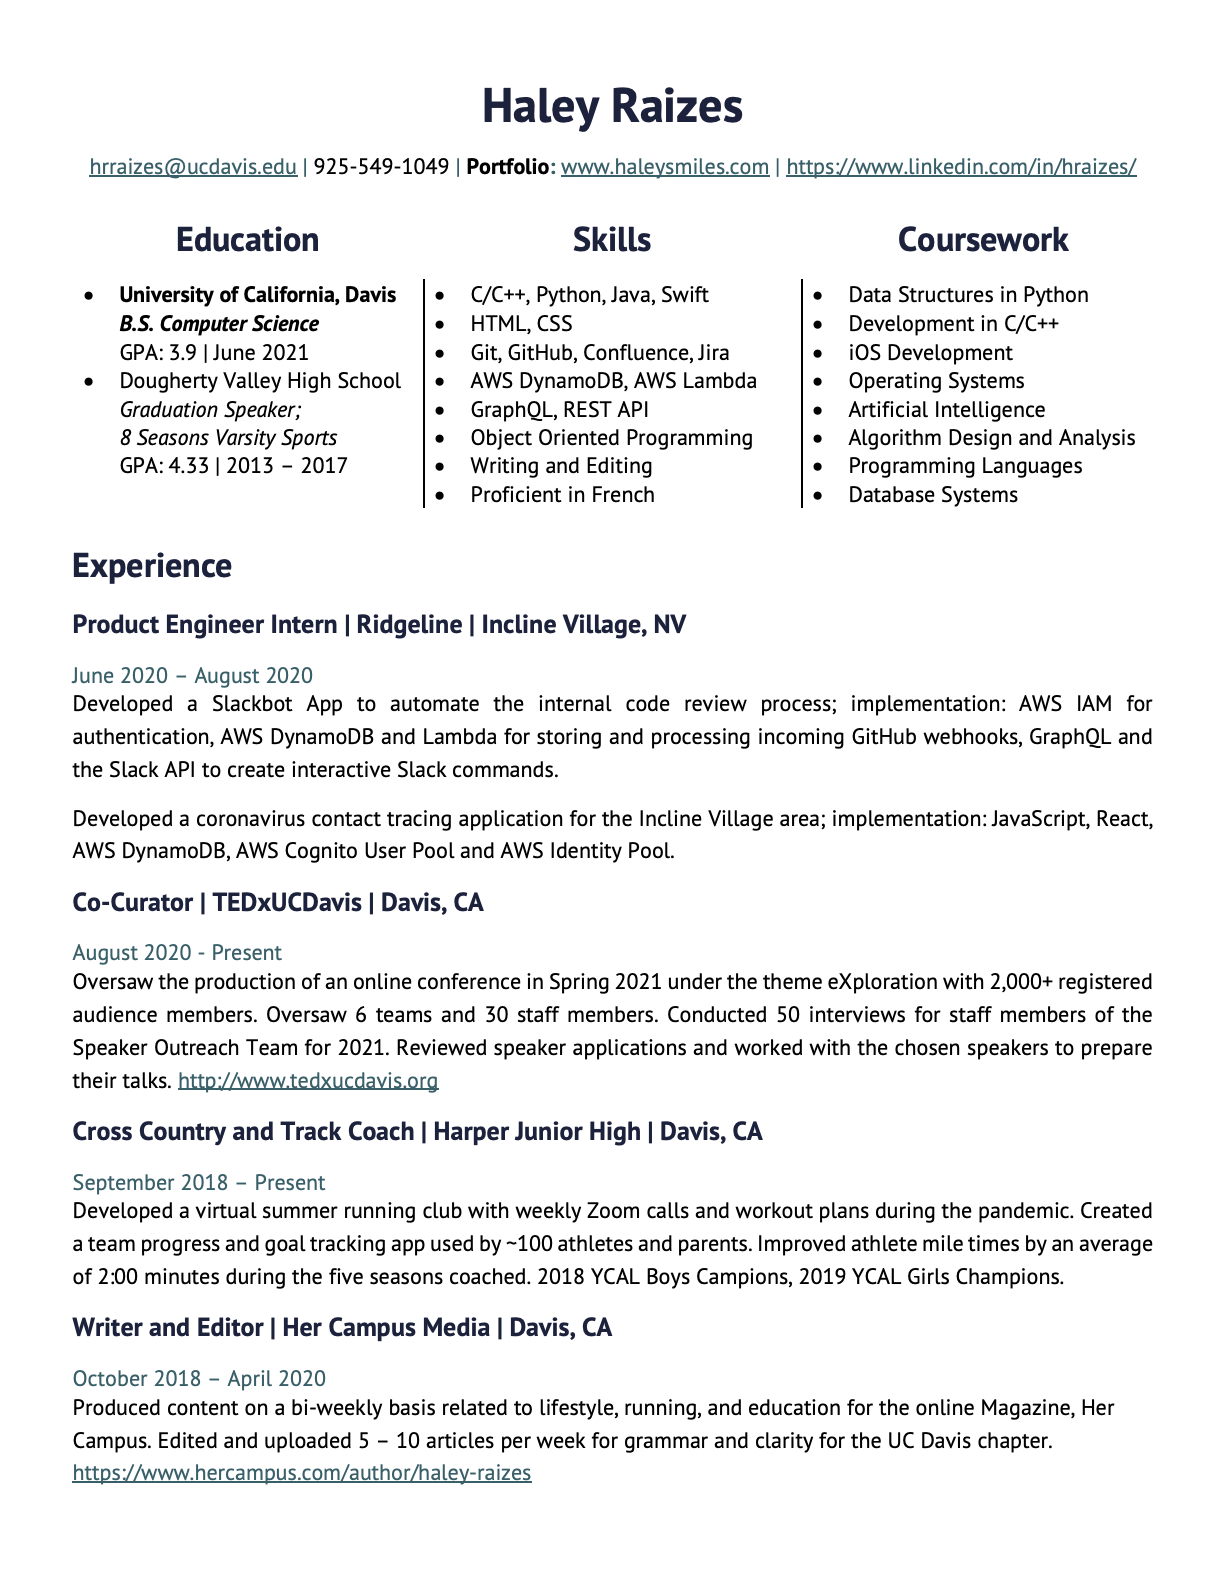 Haley Raizes
hrraizes@ucdavis.edu | 925-549-1049 | Portfolio: www.haleysmiles.com | https://www.linkedin.com/in/hraizes/
Education
• University of California, Davis
B.S. Computer Science
GPA: 3.9 | June 2021
• Dougherty Valley High School
Graduation Speaker;
8 Seasons Varsity Sports
GPA: 4.33 | 2013 – 2017
Skills
• C/C++, Python, Java, Swift
• HTML, CSS
• Git, GitHub, Confluence, Jira
• AWS DynamoDB, AWS Lambda
• GraphQL, REST API
• Object Oriented Programming
• Writing and Editing
• Proficient in French
Coursework
• Data Structures in Python
• Development in C/C++
• iOS Development
• Operating Systems
• Artificial Intelligence
• Algorithm Design and Analysis
• Programming Languages
• Database Systems
Experience
Product Engineer Intern | Ridgeline | Incline Village, NV
June 2020 – August 2020
Developed a Slackbot App to automate the internal code review process; implementation: AWS IAM for
authentication, AWS DynamoDB and Lambda for storing and processing incoming GitHub webhooks, GraphQL and
the Slack API to create interactive Slack commands.
Developed a coronavirus contact tracing application for the Incline Village area; implementation: JavaScript, React,
AWS DynamoDB, AWS Cognito User Pool and AWS Identity Pool.
Co-Curator | TEDxUCDavis | Davis, CA
August 2020 - Present
Oversaw the production of an online conference in Spring 2021 under the theme eXploration with 2,000+ registered
audience members. Oversaw 6 teams and 30 staff members. Conducted 50 interviews for staff members of the
Speaker Outreach Team for 2021. Reviewed speaker applications and worked with the chosen speakers to prepare
their talks. http://www.tedxucdavis.org
Cross Country and Track Coach | Harper Junior High | Davis, CA
September 2018 – Present
Developed a virtual summer running club with weekly Zoom calls and workout plans during the pandemic. Created
a team progress and goal tracking app used by ~100 athletes and parents. Improved athlete mile times by an average
of 2:00 minutes during the five seasons coached. 2018 YCAL Boys Campions, 2019 YCAL Girls Champions.
Writer and Editor | Her Campus Media | Davis, CA
October 2018 – April 2020
Produced content on a bi-weekly basis related to lifestyle, running, and education for the online Magazine, Her
Campus. Edited and uploaded 5 – 10 articles per week for grammar and clarity for the UC Davis chapter.
https://www.hercampus.com/author/haley-raizes